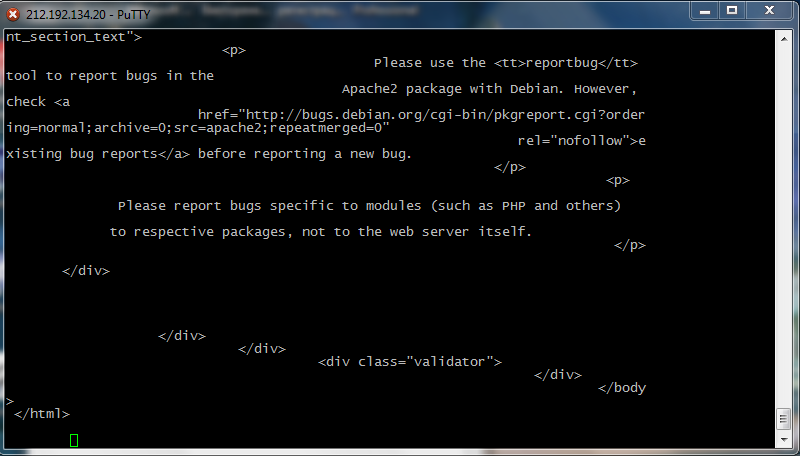 212.192.134.20 - PuTTY
nt_section_text">
<p>
Please use the <tt>reportbug</tt>
tool to report bugs in the
Apache2 package with Debian. However,
check <a
href="http://bugs.debian.org/cgi-bin/pkgreport.cgi?order
ing=normal;archive=0;src=apache2;repeatmerged=0"
rel="nofollow">e
xisting bug reports</a> before reporting a new bug.
</p>
<p>
Please report bugs specific to modules (such as PHP and others)
to respective packages, not to the web server itself.
</p>
</div>
</div>
</div>
<div class="validator">
</div>
</body
>
</html>